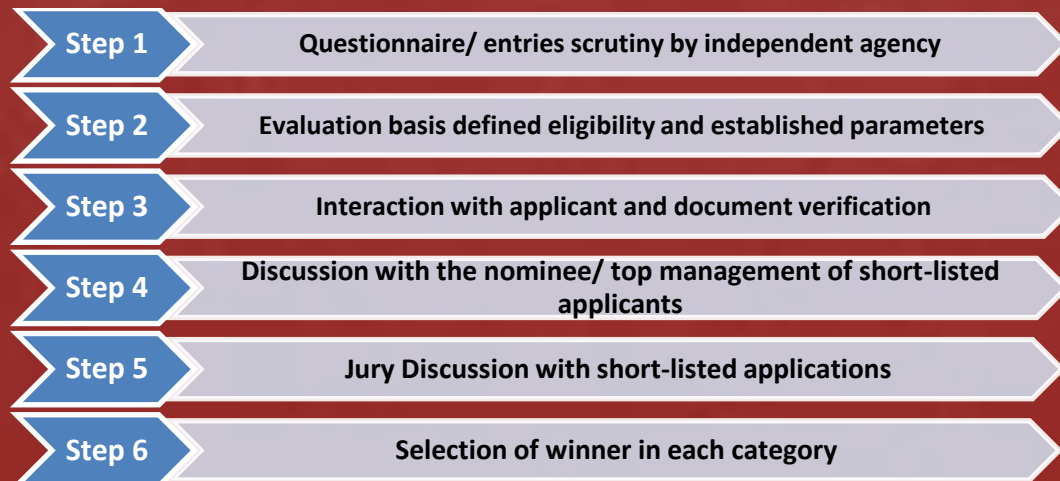 Step 1
Questionnaire/ entries scrutiny by independent agency
Step 2
Evaluation basis defined eligibility and established parameters
Step 3
Interaction with applicant and document verification
Step 4
Discussion with the nominee/ top management of short-listed
applicants
Step 5
Jury Discussion with short-listed applications
Step 6
Selection of winner in each category